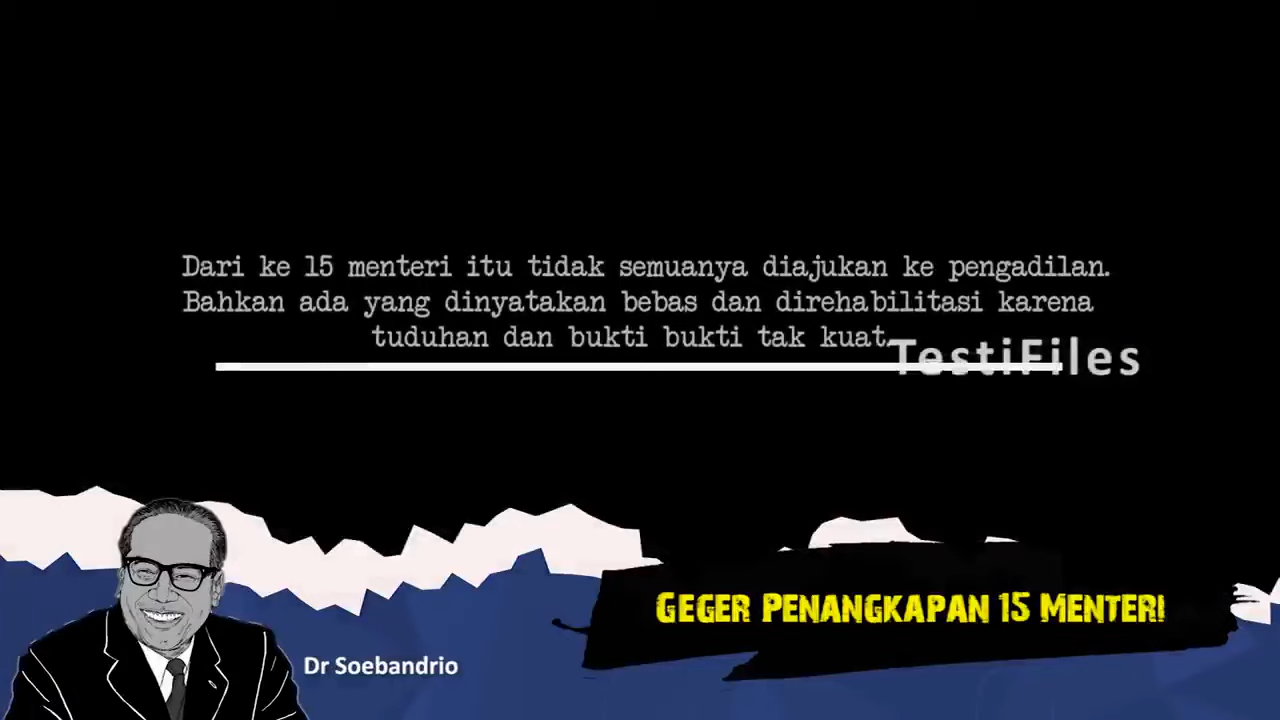 Dari ke 15 menteri itu tidak semuanya diajukan ke pengadilan.
Bahkan ada yang dinyatakan bebas dan direhabilitasi karena
tuduhan dan bukti bukti tak kuat.
TestiFiles
GEGER PENANGKAPAN 15 MENTERI
Dr Soebandrio